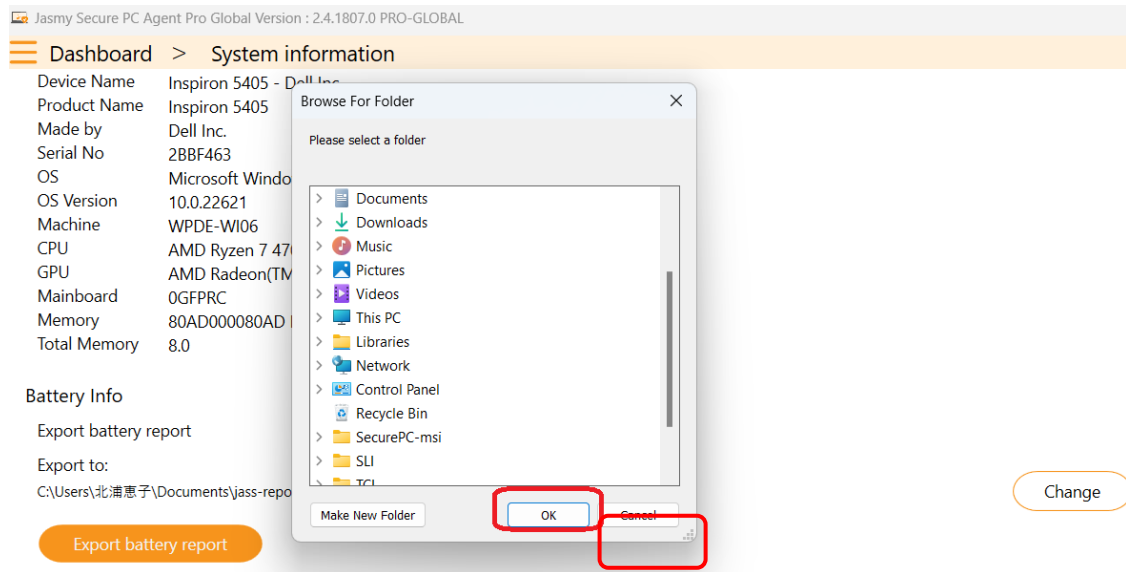 Jasmy Secure PC Agent Pro Global Version : 2.4.1807.0 PRO-GLOBAL
Dashboard > System information
Device Name Inspiron 5405 - Dell Inc.
Product Name Inspiron 5405
Made by Dell Inc.
Serial No 2BBF463
OS Microsoft Windo
OS Version 10.0.22621
Machine WPDE-WI06
CPU AMD Ryzen 7 47
GPU AMD Radeon(TM
Mainboard 0GFPRC
Memory 80AD000080AD
Total Memory 8.0
Battery Info
Export battery report
Export to:
C:\Users\北浦恵子\Documents\jass-repo
Export battery report
Change
Browse For Folder
Please select a folder
Documents
Downloads
Music
Pictures
Videos
This PC
Libraries
Network
Control Panel
Recycle Bin
SecurePC-msi
SLI
TCL
Make New Folder OK Cancel